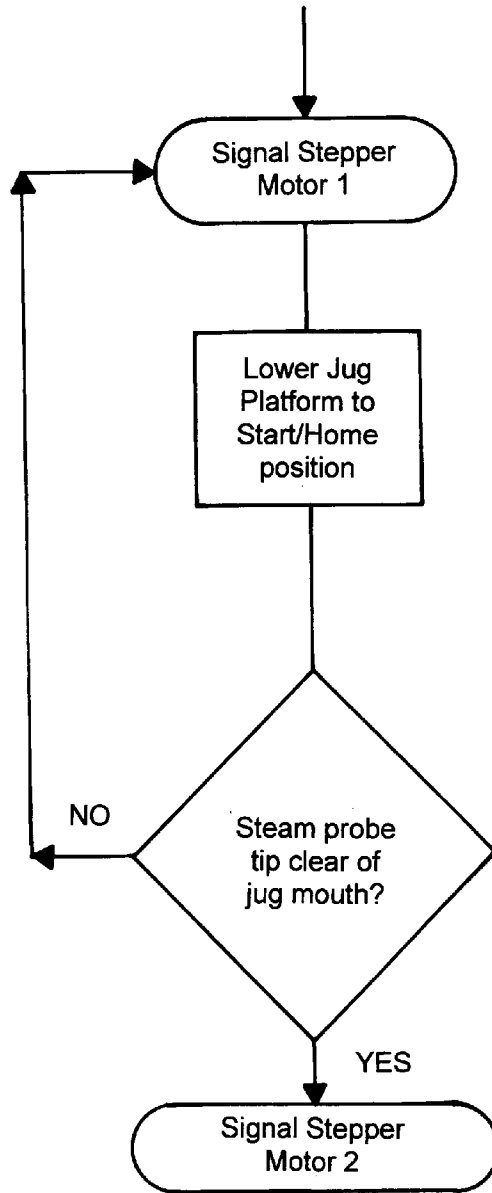 Signal Stepper
Motor 1
Lower Jug
Platform to
Start/Home
position
Steam probe
tip clear of
jug mouth?
NO
YES
Signal Stepper
Motor 2